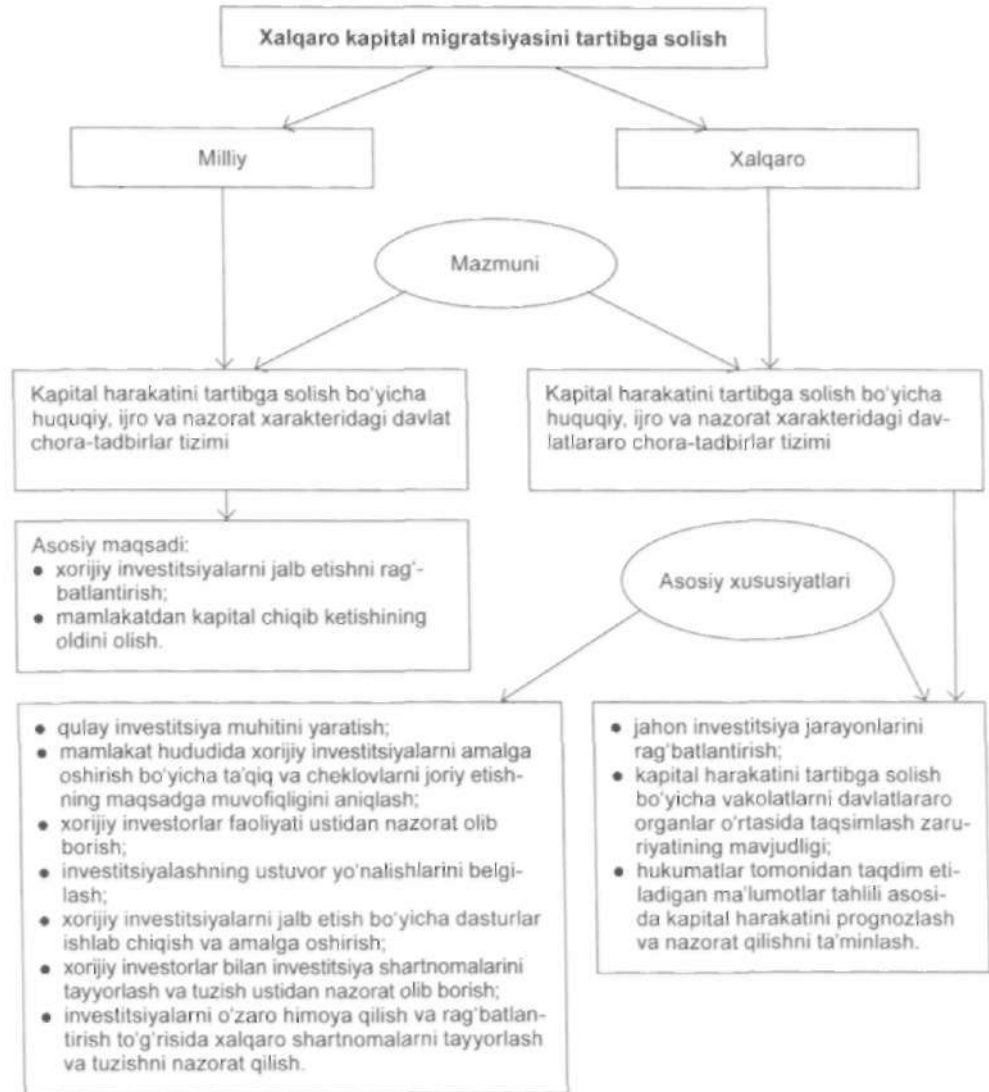 Xalqaro kapital migratsiyasini tartibga solish
Milliy
Xalqaro
Mazmuni
Kapital harakatini tartibga solish bo'yicha
huquqiy, ijro va nazorat xarakteridagi davlat
chora-tadbirlar tizimi
Kapital harakatini tartibga solish bo'yicha
huquqiy, ijro va nazorat xarakteridagi dav-
latlararo chora-tadbirlar tizimi
Asosiy maqsadi:
● xorijiy investitsiyalarni jalb etishni rag'-
batlantirish;
● mamlakatdan kapital chiqib ketishining
oldini olish.
Asosiy xususiyatlari
● qulay investitsiya muhitini yaratish;
● mamlakat hududida xorijiy investitsiyalarni amalga
oshirish bo'yicha ta'qiq va cheklovlarni joriy etish-
ning maqsadga muvofiqligini aniqlash;
● xorijiy investorlar faoliyati ustidan nazorat olib
borish;
● investitsiyalashning ustuvor yo'nalishlarini belgi-
lash;
● xorijiy investitsiyalarni jalb etish bo'yicha dasturlar
ishlab chiqish va amalga oshirish;
● xorijiy investorlar bilan investitsiya shartnomalarini
tayyorlash va tuzish ustidan nazorat olib borish;
● investitsiyalarni o'zaro himoya qilish va rag'batlan-
tirish to'g'risida xalqaro shartnomalarni tayyorlash
va tuzishni nazorat qilish.
● jahon investitsiya jarayonlarini
rag'batlantirish;
● kapital harakatini tartibga solish
bo'yicha vakolatlarni davlatlararo
organlar o'rtasida taqsimlash zaru-
riyatining mavjudligi;
● hukumatlar tomonidan taqdim eti-
ladigan ma'lumotlar tahlili asosi-
da kapital harakatini prognozlash
va nazorat qilishni ta'minlash.